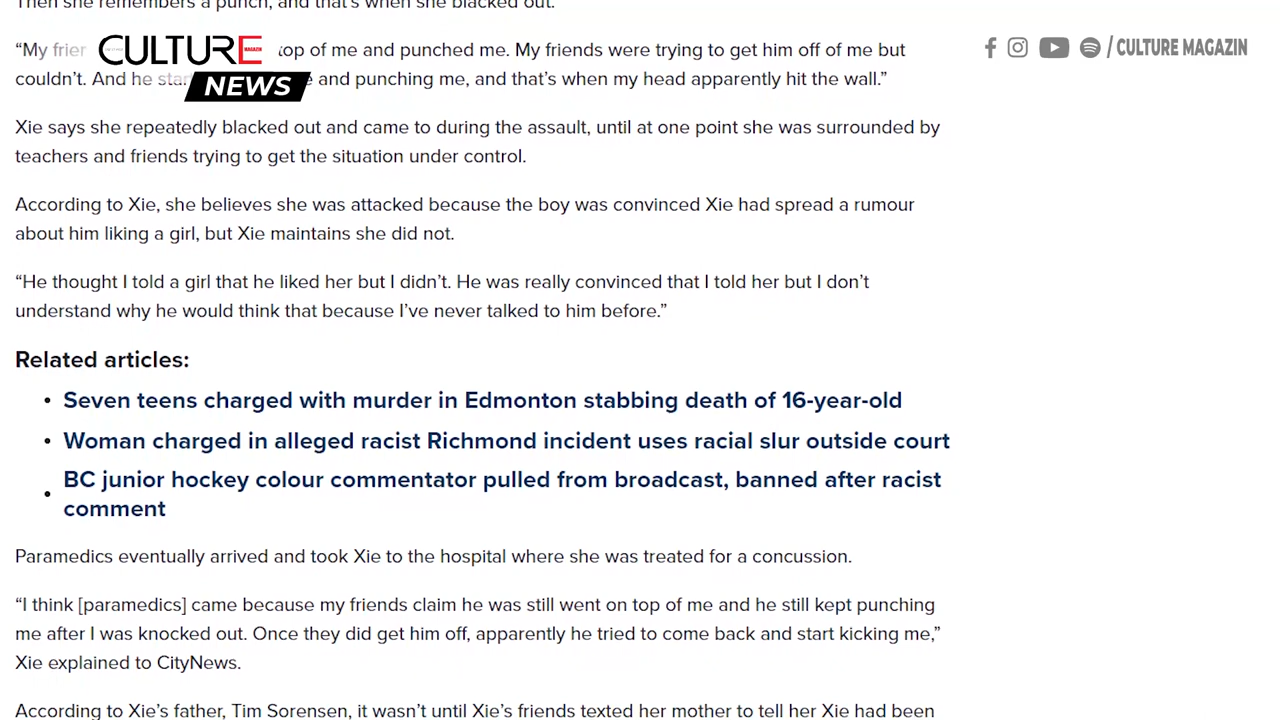 Then she remembers a punch, and that's when she blacked out.
“My frier top of me and punched me. My friends were trying to get him off of me but
couldn’t. And he star and punching me, and that’s when my head apparently hit the wall.”
CULTURE
MAGAZIN
NEWS
/ CULTURE MAGAZIN
Xie says she repeatedly blacked out and came to during the assault, until at one point she was surrounded by
teachers and friends trying to get the situation under control.
According to Xie, she believes she was attacked because the boy was convinced Xie had spread a rumour
about him liking a girl, but Xie maintains she did not.
“He thought I told a girl that he liked her but I didn’t. He was really convinced that I told her but I don’t
understand why he would think that because I’ve never talked to him before.”
Related articles:
• Seven teens charged with murder in Edmonton stabbing death of 16-year-old
• Woman charged in alleged racist Richmond incident uses racial slur outside court
• BC junior hockey colour commentator pulled from broadcast, banned after racist
comment
Paramedics eventually arrived and took Xie to the hospital where she was treated for a concussion.
“I think [paramedics] came because my friends claim he was still went on top of me and he still kept punching
me after I was knocked out. Once they did get him off, apparently he tried to come back and start kicking me,”
Xie explained to CityNews.
According to Xie’s father, Tim Sorensen, it wasn’t until Xie’s friends texted her mother to tell her Xie had been